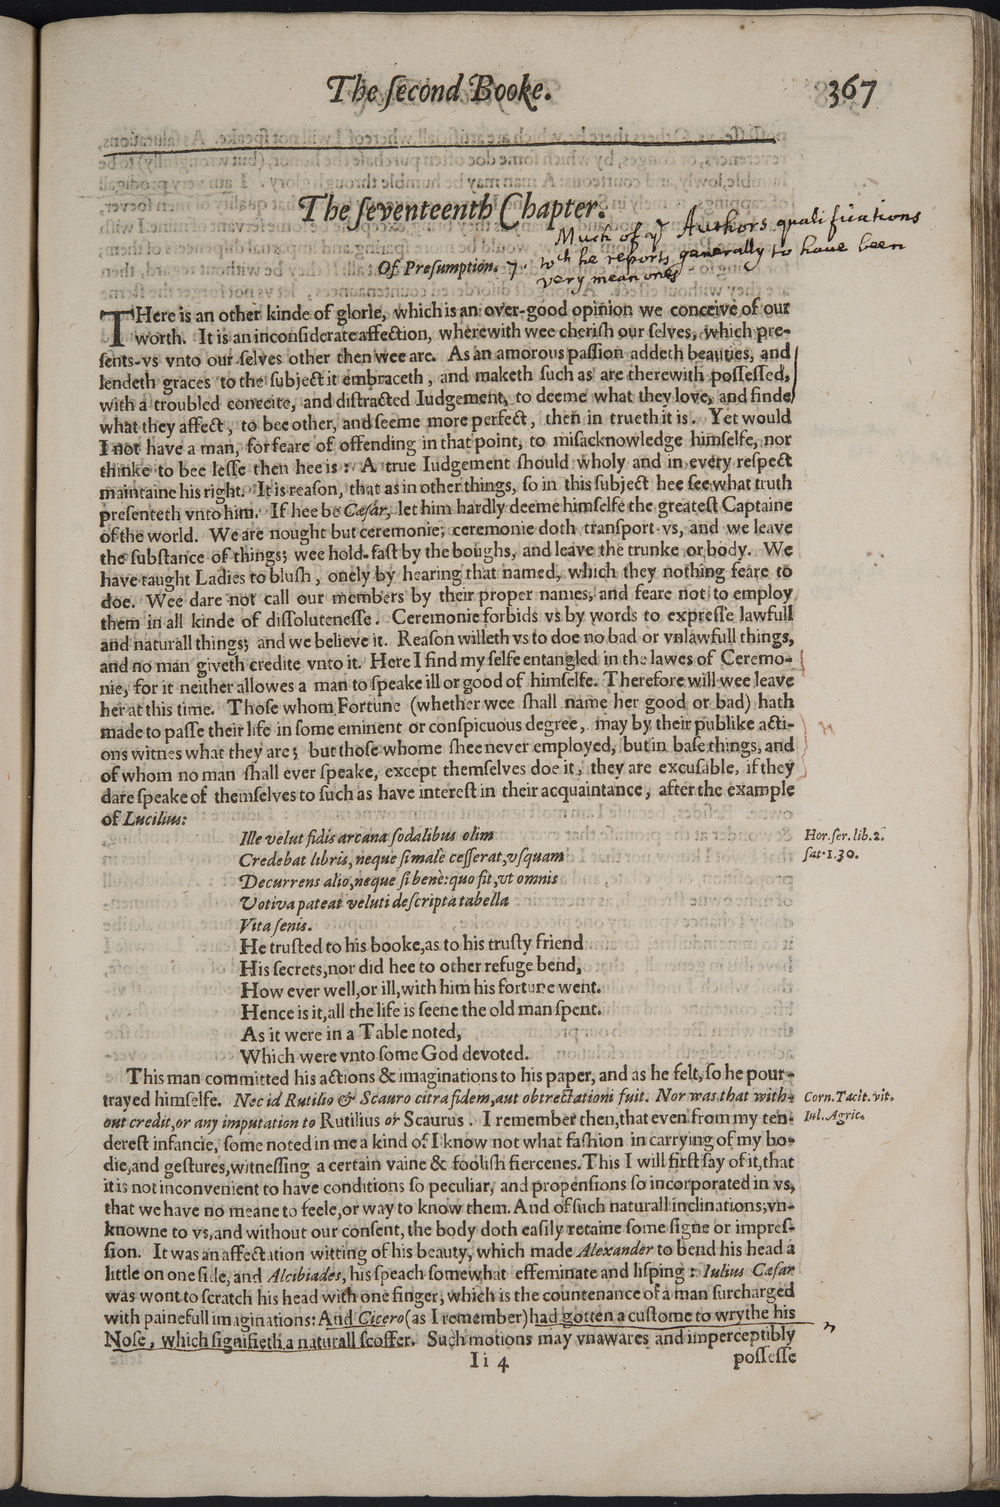 The ſecond Booke.
367
The ſeventeenth Chapter.
Much of yͤ Authors qualifications
Of Preſumption. 7. wᶜʰ he reports generally to have been
very mean ones
THere is an other kinde of glorie, which is an over-good opinion we conceive of our
worth. It is an inconſiderate affection, wherewith wee cheriſh our ſelves, which pre-
ſents-vs vnto our ſelves other then wee are. As an amorous paſſion addeth beauties, and
lendeth graces to the ſubject it embraceth, and maketh ſuch as are therewith poſſeſſed,
with a troubled conceite, and diſtracted Iudgement, to deeme what they love, and finde
what they affect, to bee other, and ſeeme more perfect, then in trueth it is. Yet would
I not have a man, for feare of offending in that point, to miſacknowledge himſelfe, nor
thinke to bee leſſe then hee is: A true Iudgement ſhould wholy and in every reſpect
maintaine his right. It is reaſon, that as in other things, ſo in this ſubject hee ſee what truth
preſenteth vnto him. If hee be Cæſar, let him hardly deeme himſelfe the greateſt Captaine
of the world. We are nought but ceremonie; ceremonie doth tranſport vs, and we leave
the ſubſtance of things; wee hold faſt by the boughs, and leave the trunke or body. We
have taught Ladies to bluſh, onely by hearing that named, which they nothing feare to
doe. Wee dare not call our members by their proper names, and feare not to employ
them in all kinde of diſſoluteneſſe. Ceremonie forbids vs by words to expreſſe lawfull
and naturall things; and we believe it. Reaſon willeth vs to doe no bad or vnlawfull things,
and no man giveth credite vnto it. Here I find my ſelfe entangled in the lawes of Ceremo-
nie, for it neither allowes a man to ſpeake ill or good of himſelfe. Therefore will wee leave
her at this time. Thoſe whom Fortune (whether wee ſhall name her good or bad) hath
made to paſſe their life in ſome eminent or conſpicuous degree, may by their publike acti-
ons witnes what they are; but thoſe whome ſhee never employed, but in baſe things, and
of whom no man ſhall ever ſpeake, except themſelves doe it, they are excuſable, if they
dare ſpeake of themſelves to ſuch as have intereſt in their acquaintance, after the example
of Lucilius:
Ille velut fidis arcana ſodalibus olim
Hor. ſer. lib. 2.
Credebat libris, neque ſi malè ceſſerat, vſquam
ſat. 1. 30.
Decurrens alio, neque ſi benè: quo fit, vt omnis
Votiva pateat veluti deſcripta tabella
Vita ſenis.
He truſted to his booke, as to his truſty friend
His ſecrets, nor did hee to other refuge bend,
How ever well, or ill, with him his fortune went.
Hence is it, all the life is ſeene the old man ſpent.
As it were in a Table noted,
Which were vnto ſome God devoted.
This man committed his actions & imaginations to his paper, and as he felt, ſo he pour-
trayed himſelfe. Nec id Rutilio & Scauro citra fidem, aut obtrectationi fuit. Nor was that with-
Corn. Tacit. vit.
out credit, or any imputation to Rutilius or Scaurus. I remember then, that even from my ten-
Iul. Agric.
dereſt infancie, ſome noted in me a kind of I know not what faſhion in carrying of my bo-
die, and geſtures, witneſſing a certain vaine & fooliſh fiercenes. This I will firſt ſay of it, that
it is not inconvenient to have conditions ſo peculiar, and propenſions ſo incorporated in vs,
that we have no meane to feele, or way to know them. And of ſuch naturall inclinations, vn-
knowne to vs, and without our conſent, the body doth eaſily retaine ſome ſigne or impreſ-
ſion. It was an affectation witting of his beauty, which made Alexander to bend his head a
little on one ſide, and Alcibiades, his ſpeach ſomewhat effeminate and liſping: Iulius Cæſar
was wont to ſcratch his head with one finger, which is the countenance of a man ſurcharged
with painefull imaginations: And Cicero (as I remember) had gotten a cuſtome to wrythe his
Noſe, which ſignifieth a naturall ſcoffer. Such motions may vnawares and imperceptibly
Ii 4
poſſeſſe